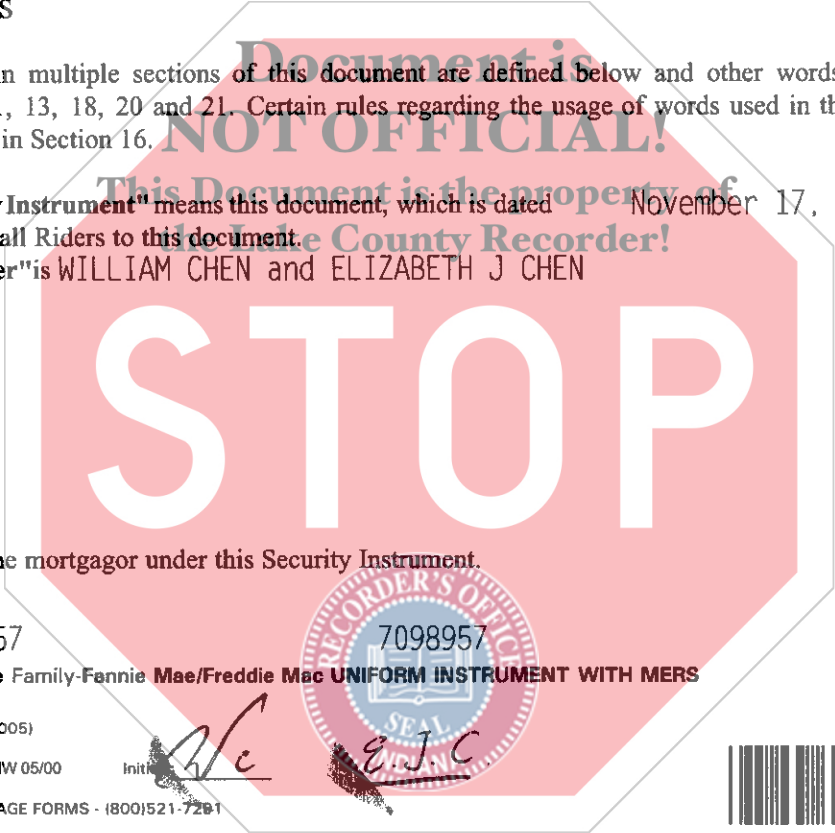 S
Document is
n multiple sections of this document are defined below and other words
, 13, 18, 20 and 21. Certain rules regarding the usage of words used in th
NOT OFFICIAL!
in Section 16.
This Document is the property of
Instrument" means this document, which is dated November 17,
the Lake County Recorder!
all Riders to this document.
er" is WILLIAM CHEN and ELIZABETH J CHEN
STOP
e mortgagor under this Security Instrument.
RECORDER'S OFFICE
57 7098957
e Family-Fannie Mae/Freddie Mac UNIFORM INSTRUMENT WITH MERS
SEAL
005)
INDIANA
W 05/00 Initi Wc E.J.C.
AGE FORMS - (800)521-7291